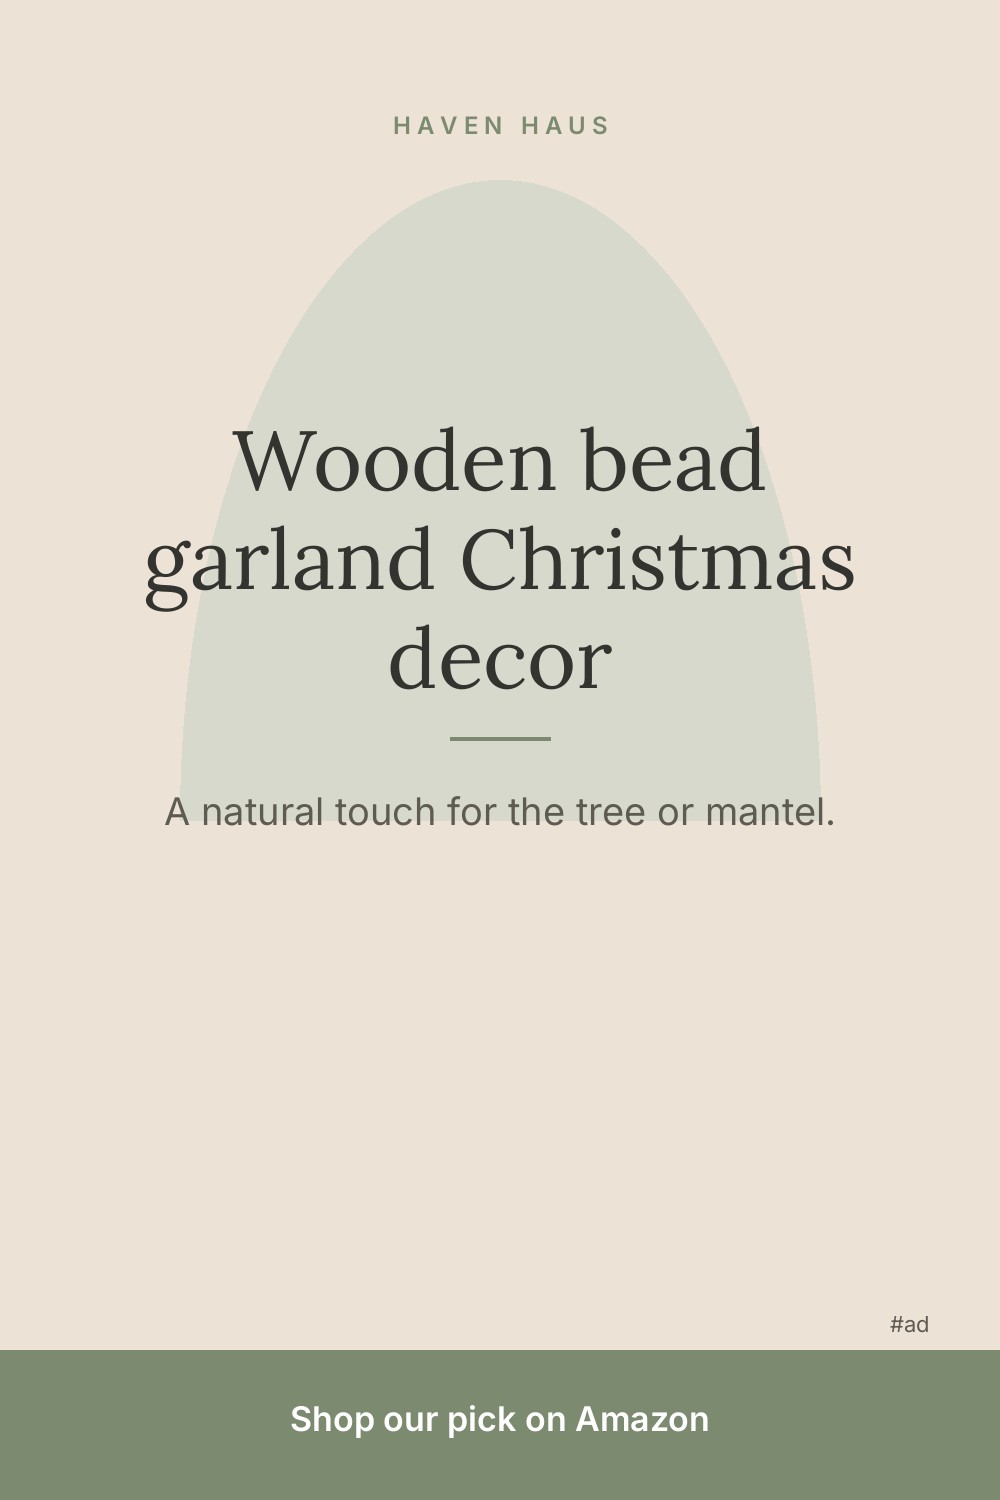 HAVEN HAUS
Wooden bead
garland Christmas
decor
A natural touch for the tree or mantel.
#ad
Shop our pick on Amazon